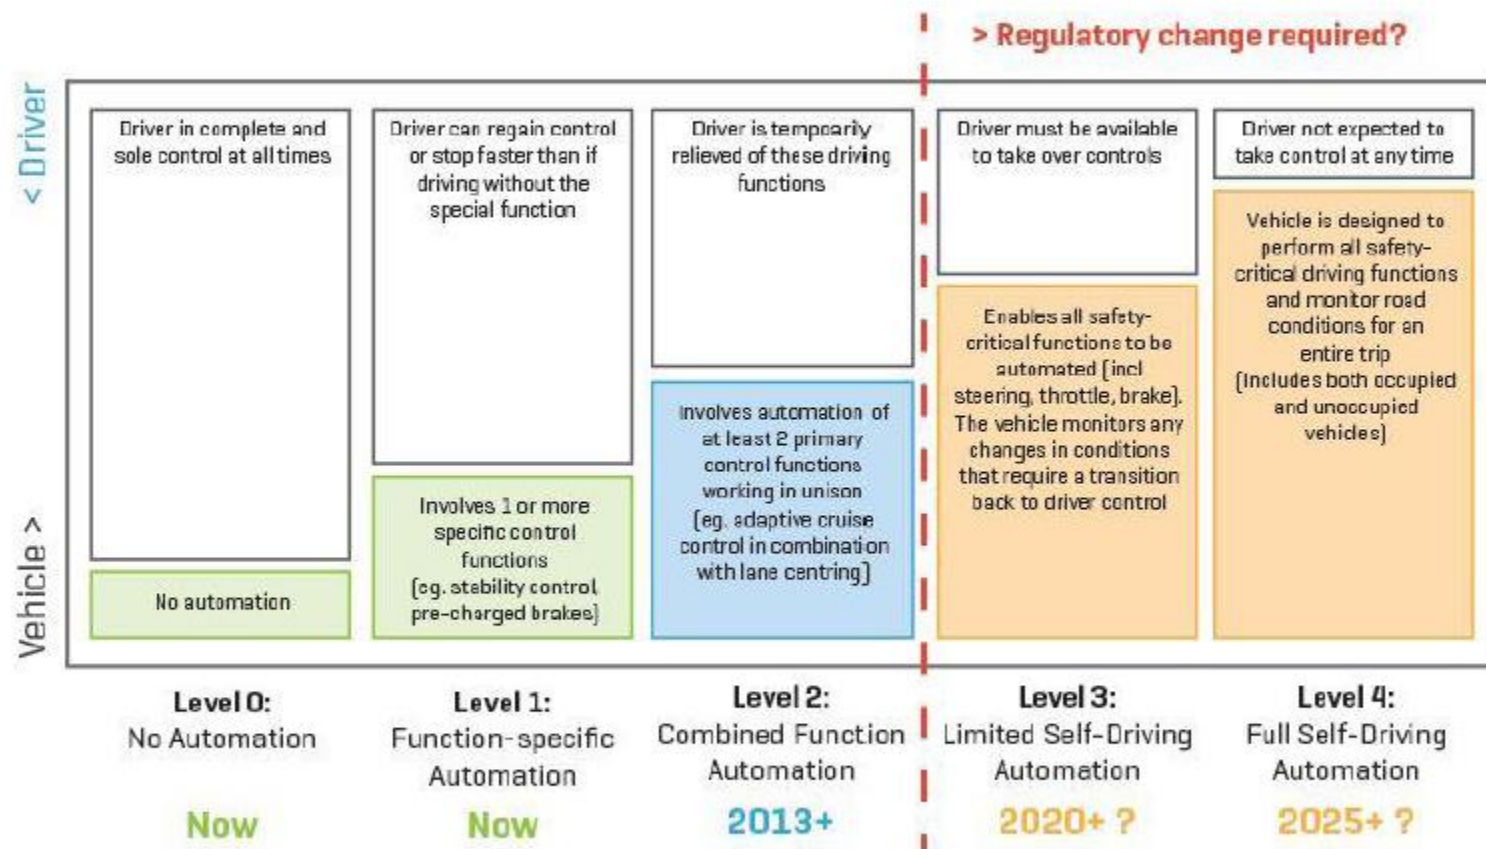 > Regulatory change required?
< Driver
Vehicle >
Driver in complete and
sole control at all times
No automation
Level 0:
No Automation
Now
Driver can regain control
or stop faster than if
driving without the
special function
Involves 1 or more
specific control
functions
(eg. stability control,
pre-charged brakes)
Level 1:
Function-specific
Automation
Now
Driver is temporarily
relieved of these driving
functions
Involves automation of
at least 2 primary
control functions
working in unison
(eg. adaptive cruise
control in combination
with lane centring)
Level 2:
Combined Function
Automation
2013+
Driver must be available
to take over controls
Enables all safety-
critical functions to be
automated (incl
steering, throttle, brake).
The vehicle monitors any
changes in conditions
that require a transition
back to driver control
Level 3:
Limited Self-Driving
Automation
2020+ ?
Driver not expected to
take control at any time
Vehicle is designed to
perform all safety-
critical driving functions
and monitor road
conditions for an
entire trip
(includes both occupied
and unoccupied
vehicles)
Level 4:
Full Self-Driving
Automation
2025+ ?